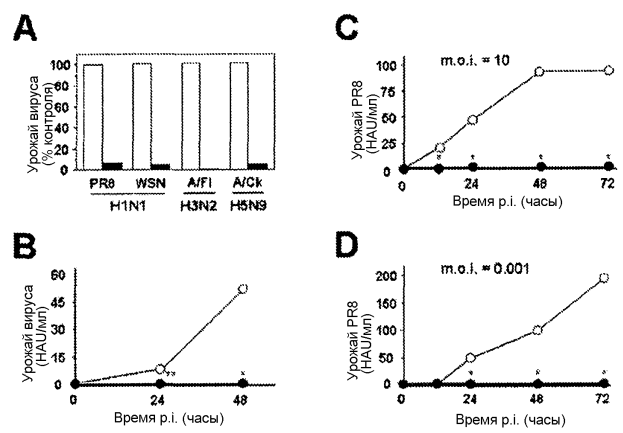 A
Урожай вируса
(% контроля)
100
80
60
40
20
0
PR8 WSN A/Fl A/Ck
H1N1 H3N2 H5N9
C
m.o.i. = 10
Урожай PR8
(HAU/мл)
100
75
50
25
0
* * * *
0 24 48 72
Время p.i. (часы)
B
Урожай вируса
(HAU/мл)
60
45
15
0
** *
0 24 48
Время p.i. (часы)
D
m.o.i. = 0.001
Урожай PR8
(HAU/мл)
200
150
100
50
0
* * *
0 24 48 72
Время p.i. (часы)